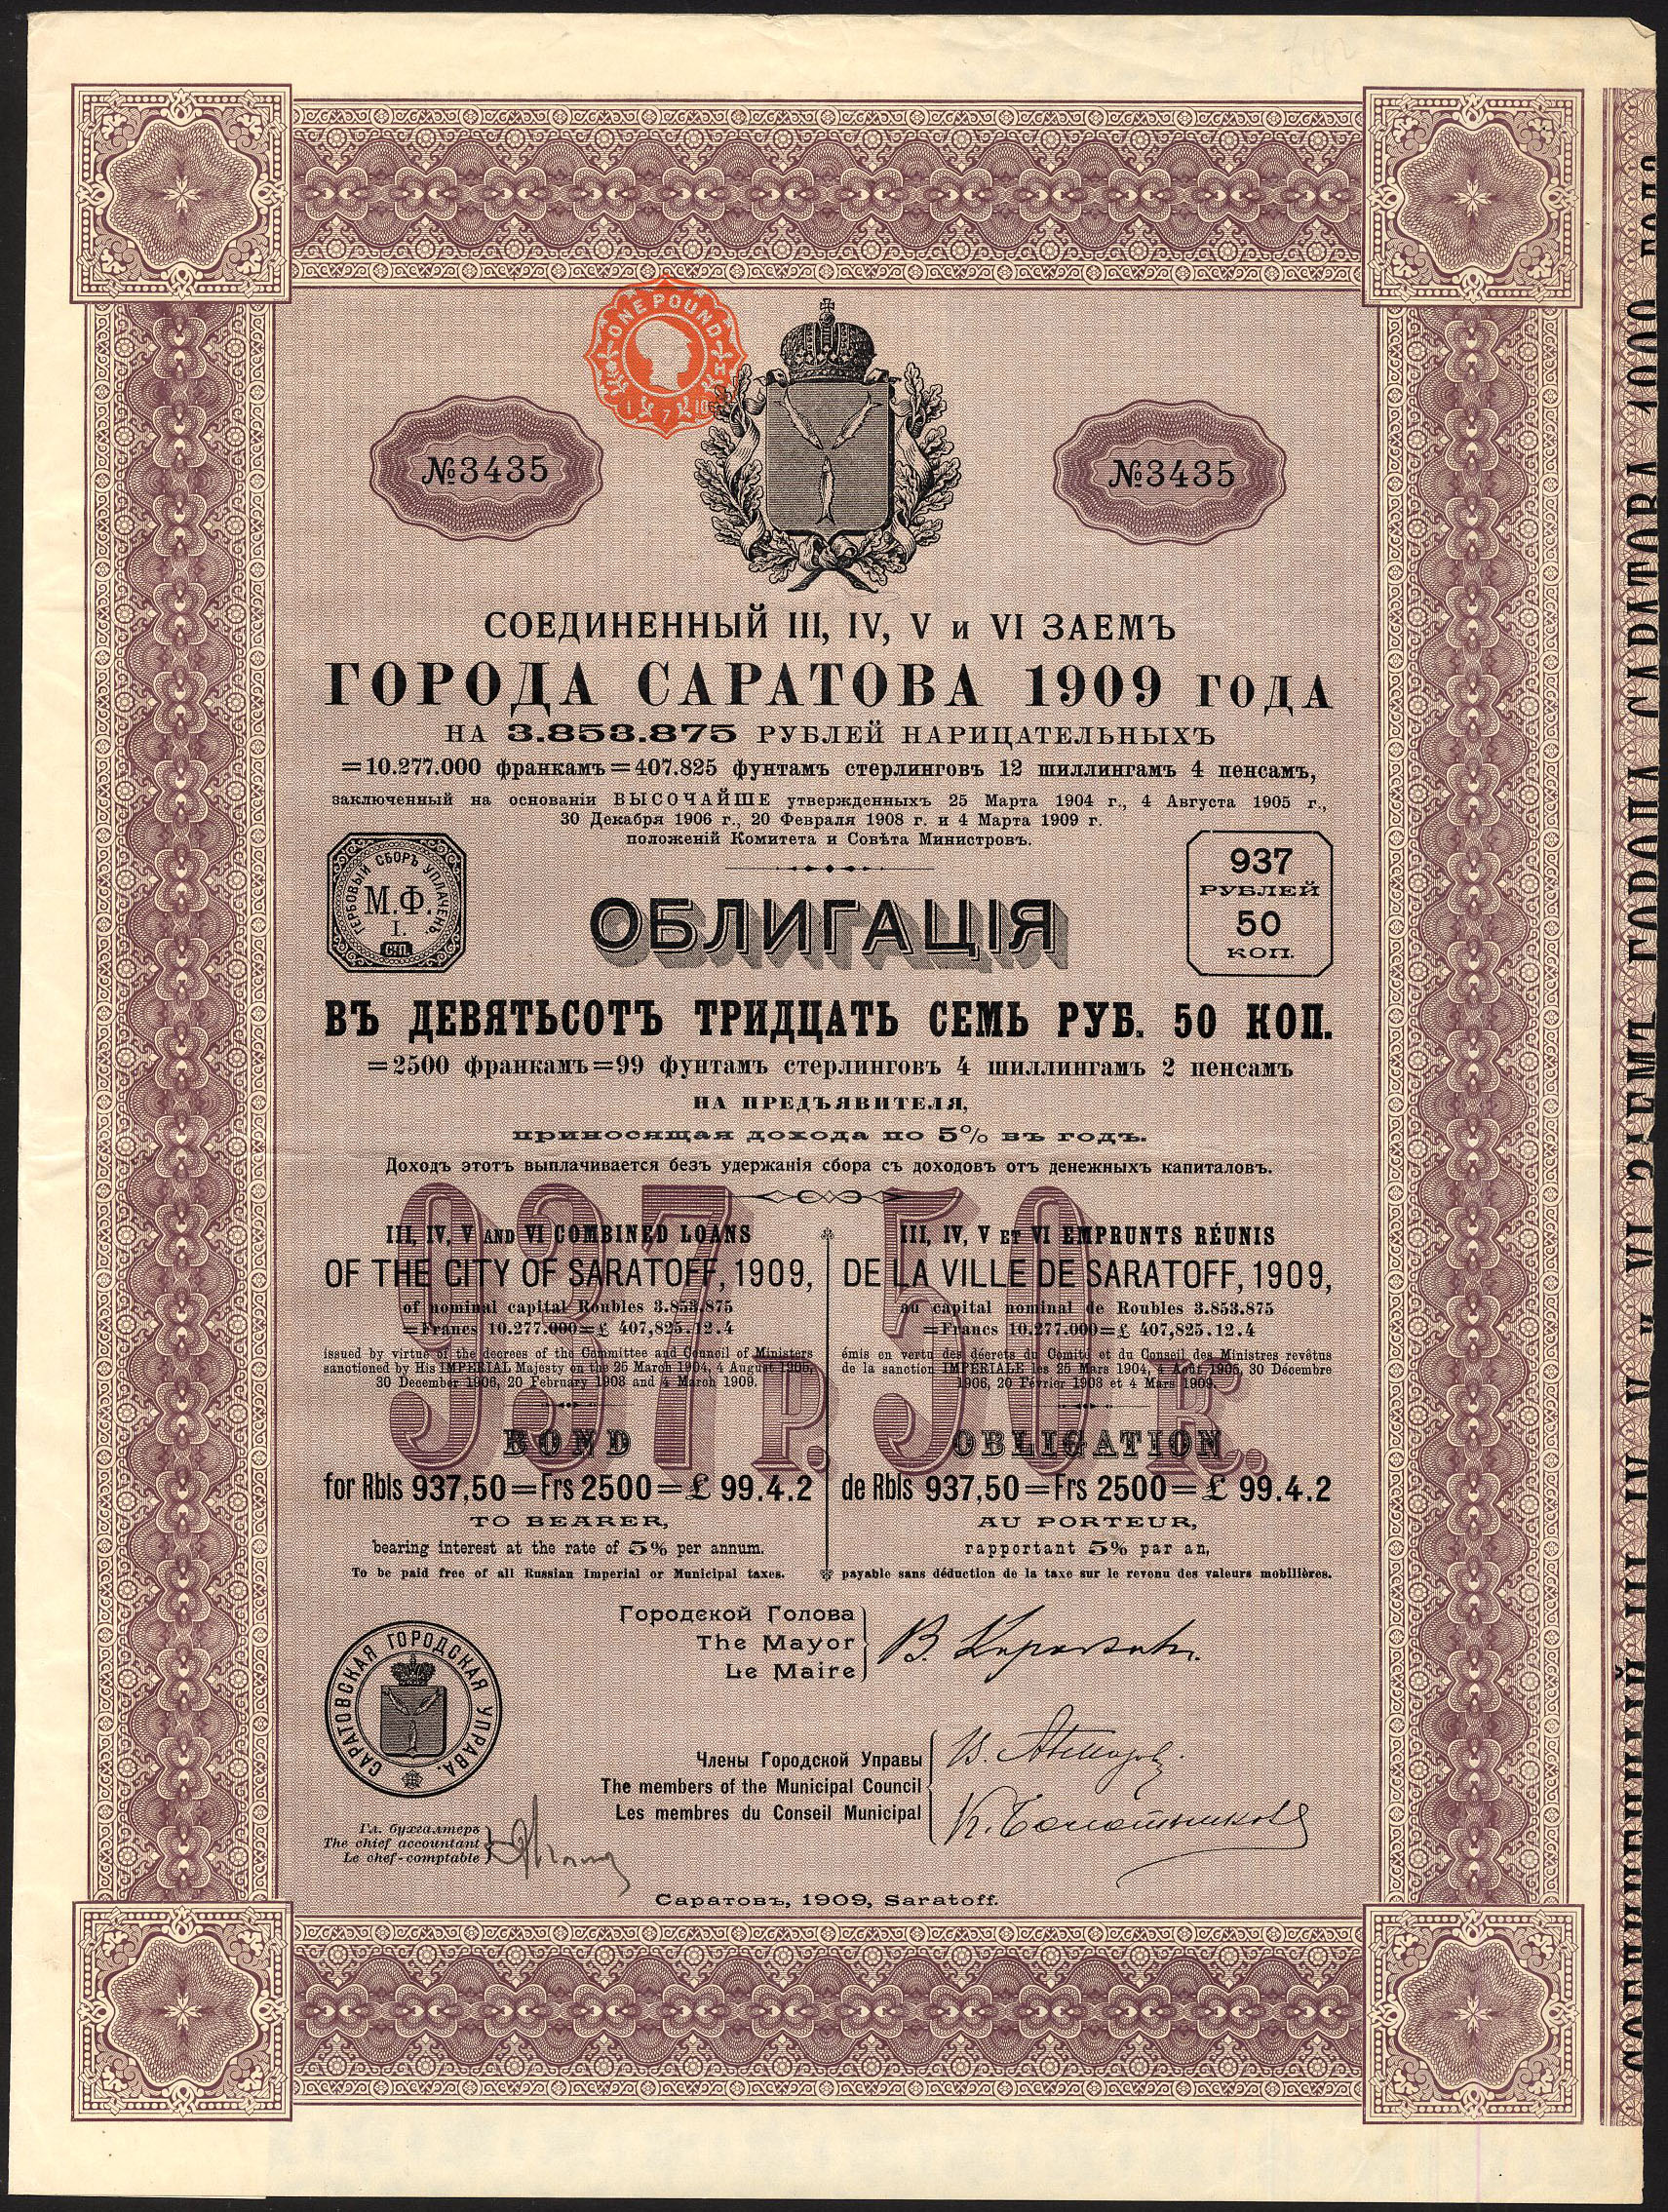 ONE POUND
H
1 7 10
№3435
№3435
СОЕДИНЕННЫЙ III, IV, V и VI ЗАЕМЪ
ГОРОДА САРАТОВА 1909 ГОДА
НА 3.853.875 РУБЛЕЙ НАРИЦАТЕЛЬНЫХЪ
=10.277.000 франкамъ=407.825 фунтамъ стерлинговъ 12 шиллингамъ 4 пенсамъ,
заключенный на основаніи ВЫСОЧАЙШЕ утвержденныхъ 25 Марта 1904 г., 4 Августа 1905 г.,
30 Декабря 1906 г., 20 Февраля 1908 г. и 4 Марта 1909 г.
положеній Комитета и Совѣта Министровъ.
ГЕРБОВЫЙ СБОРЪ УПЛАЧЕНЪ.
М.Ф.
I.
СПП
937
РУБЛЕЙ
50
КОП.
ОБЛИГАЦІЯ
ВЪ ДЕВЯТЬСОТЪ ТРИДЦАТЬ СЕМЬ РУБ. 50 КОП.
=2500 франкамъ=99 фунтамъ стерлинговъ 4 шиллингамъ 2 пенсамъ
НА ПРЕДЪЯВИТЕЛЯ,
приносящая дохода по 5% въ годъ.
Доходъ этотъ выплачивается безъ удержанія сбора съ доходовъ отъ денежныхъ капиталовъ.
937 Р. 50 К.
III, IV, V AND VI COMBINED LOANS
OF THE CITY OF SARATOFF, 1909,
of nominal capital Roubles 3.853.875
=Francs 10.277.000=£ 407,825.12.4
issued by virtue of the decrees of the Committee and Council of Ministers
sanctioned by His IMPERIAL Majesty on the 25 March 1904, 4 August 1905,
30 December 1906, 20 February 1908 and 4 March 1909.
BOND
for Rbls 937,50=Frs 2500=£ 99.4.2
TO BEARER,
bearing interest at the rate of 5% per annum.
To be paid free of all Russian Imperial or Municipal taxes.
III, IV, V ET VI EMPRUNTS RÉUNIS
DE LA VILLE DE SARATOFF, 1909,
au capital nominal de Roubles 3.853.875
=Francs 10.277.000=£ 407,825.12.4
émis en vertu des décrets du Comité et du Conseil des Ministres revêtus
de la sanction IMPÉRIALE les 25 Mars 1904, 4 Août 1905, 30 Décembre
1906, 20 Février 1908 et 4 Mars 1909.
OBLIGATION
de Rbls 937,50=Frs 2500=£ 99.4.2
AU PORTEUR,
rapportant 5% par an,
payable sans déduction de la taxe sur le revenu des valeurs mobilières.
Городской Голова
The Mayor
Le Maire
САРАТОВСКАЯ ГОРОДСКАЯ УПРАВА.
Члены Городской Управы
The members of the Municipal Council
Les membres du Conseil Municipal
Гл. бухгалтеръ
The chief accountant
Le chef-comptable
Саратовъ, 1909, Saratoff.